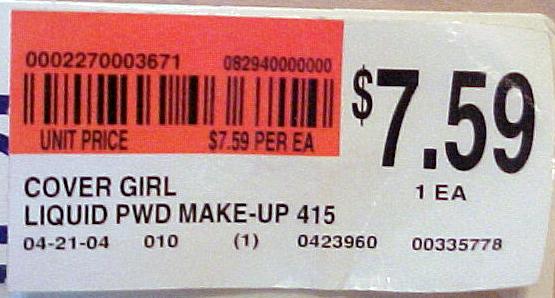 0002270003671 082940000000
UNIT PRICE $7.59 PER EA
$7.59
1 EA
COVER GIRL
LIQUID PWD MAKE-UP 415
04-21-04 010 (1) 0423960 00335778